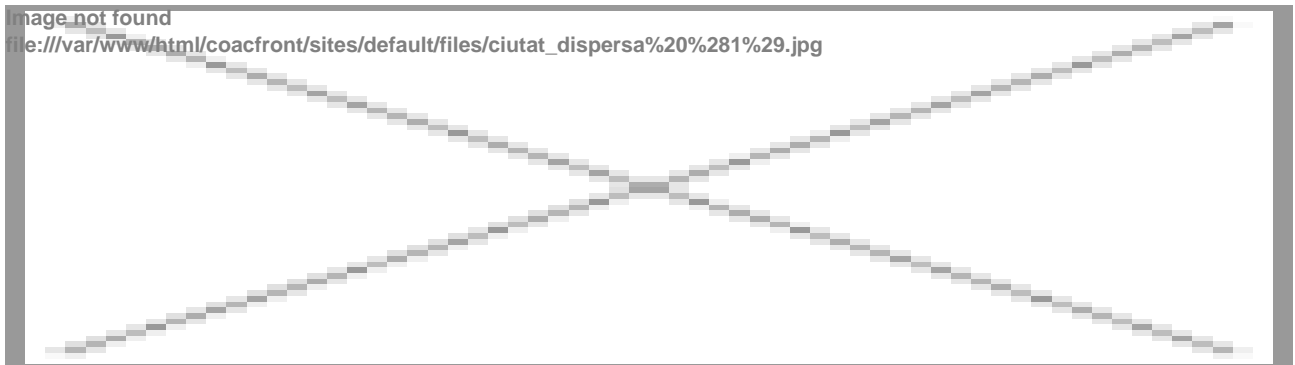 Image not found
file:///var/www/html/coacfront/sites/default/files/ciutat_dispersa%20%281%29.jpg